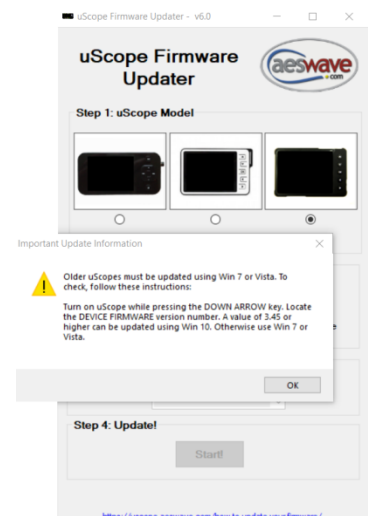 uScope Firmware Updater - v6.0
uScope Firmware
Updater
aeswave
.com
Step 1: uScope Model
Important Update Information
Older uScopes must be updated using Win 7 or Vista. To
check, follow these instructions:
Turn on uScope while pressing the DOWN ARROW key. Locate
the DEVICE FIRMWARE version number. A value of 3.45 or
higher can be updated using Win 10. Otherwise use Win 7 or
Vista.
OK
Step 4: Update!
Start!